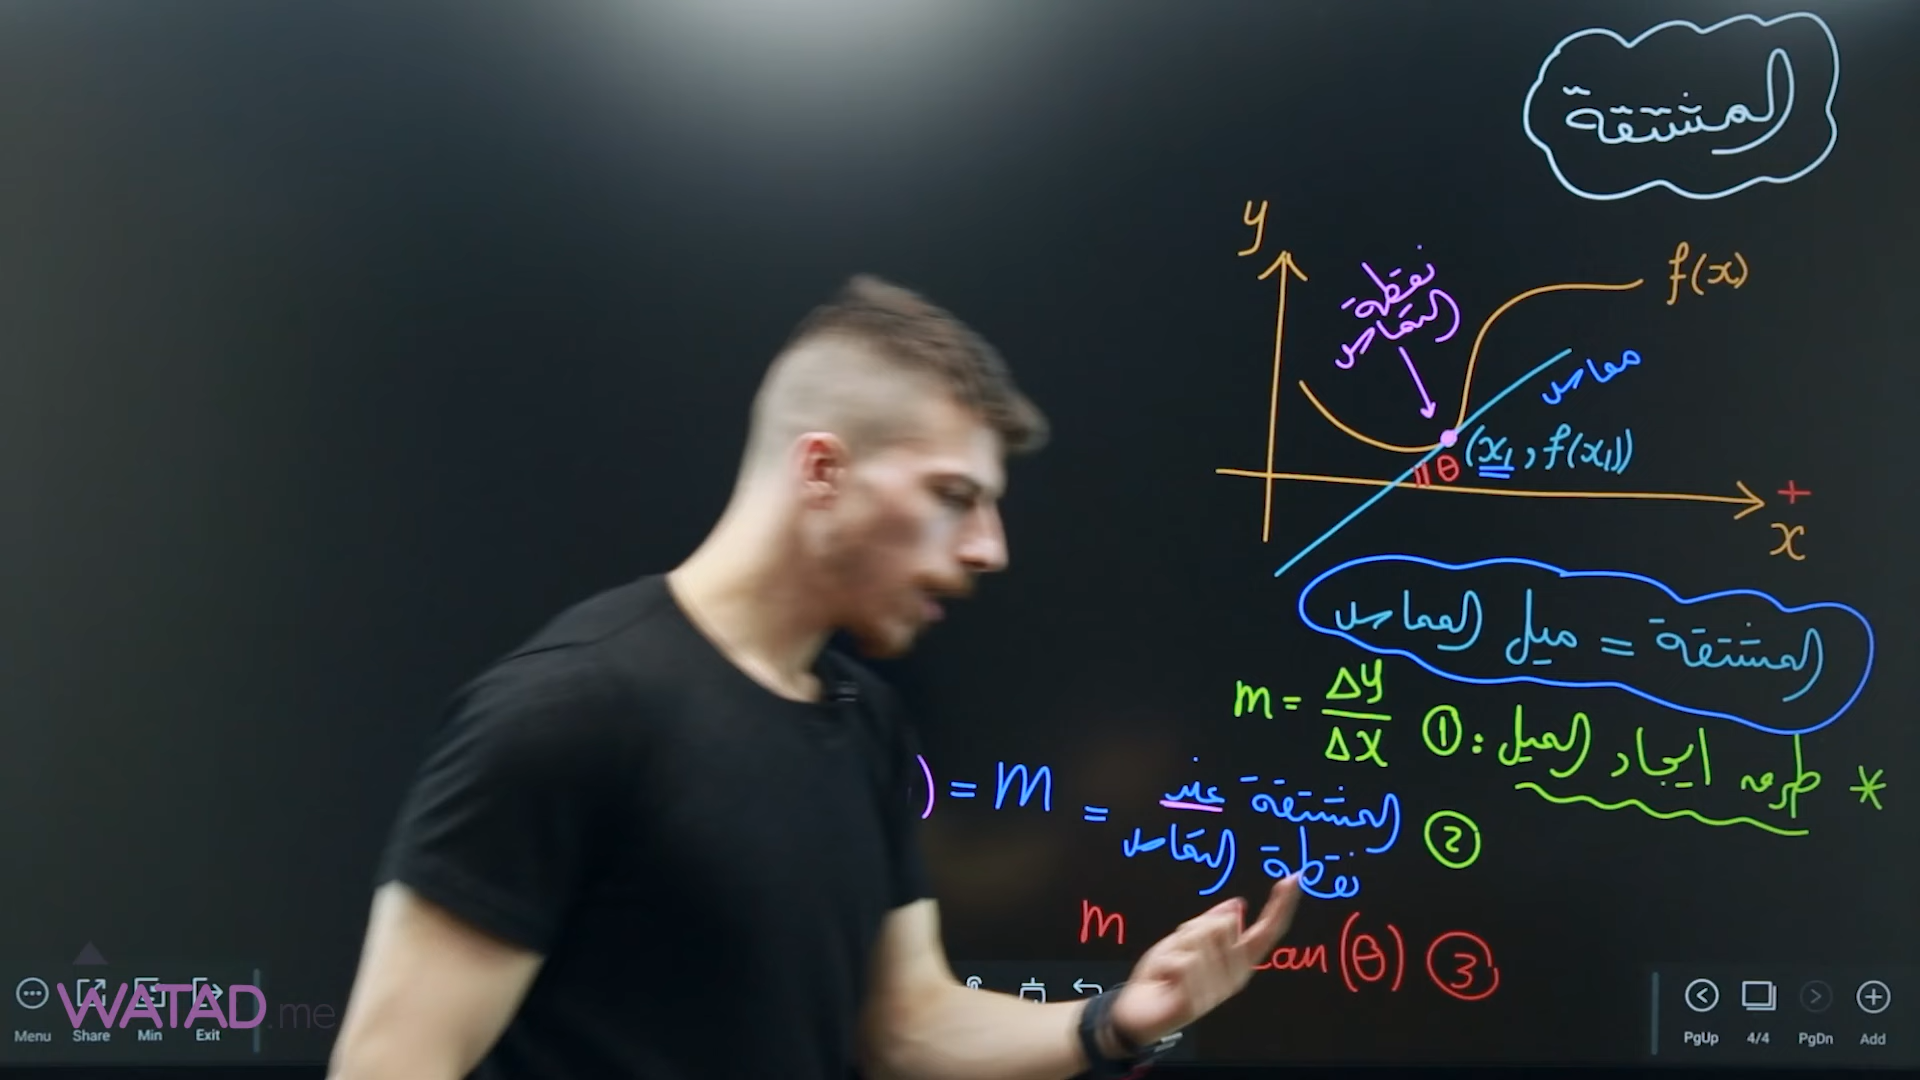 المشتقة
y
f(x)
نقطة
التماس
مماس
(x₁, f(x₁))
θ
+
x
المشتقة = ميل المماس
* طرق ايجاد الميل : ① m = Δy/Δx
② المشتقة عند = m = )
نقطة التماس
③ tan(θ) m
WATAD.me
Menu Share Min Exit
PgUp 4/4 PgDn Add